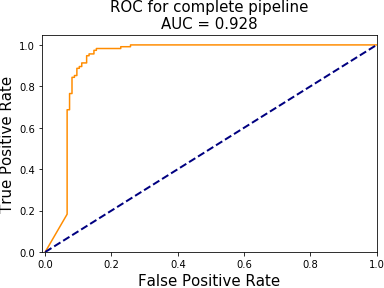 ROC for complete pipeline
AUC = 0.928
1.0
0.8
0.6
0.4
0.2
0.0
True Positive Rate
0.0 0.2 0.4 0.6 0.8 1.0
False Positive Rate